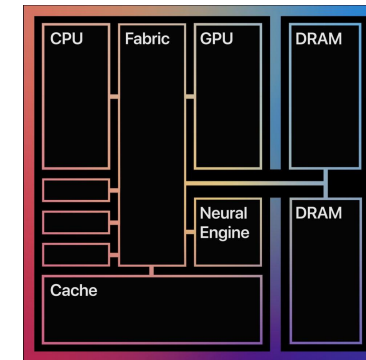 CPU
Fabric
GPU
DRAM
Neural
Engine
DRAM
Cache